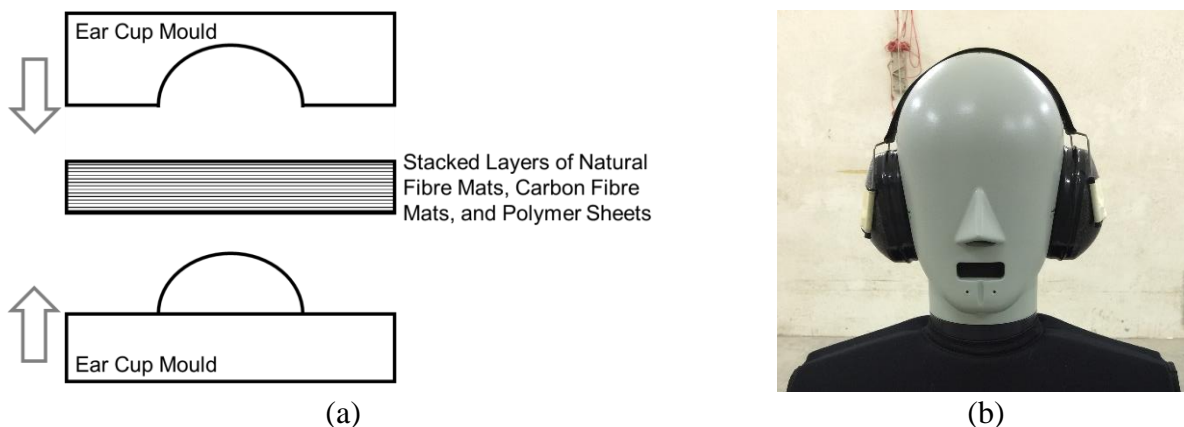 Ear Cup Mould
Stacked Layers of Natural
Fibre Mats, Carbon Fibre
Mats, and Polymer Sheets
Ear Cup Mould
(a)
(b)